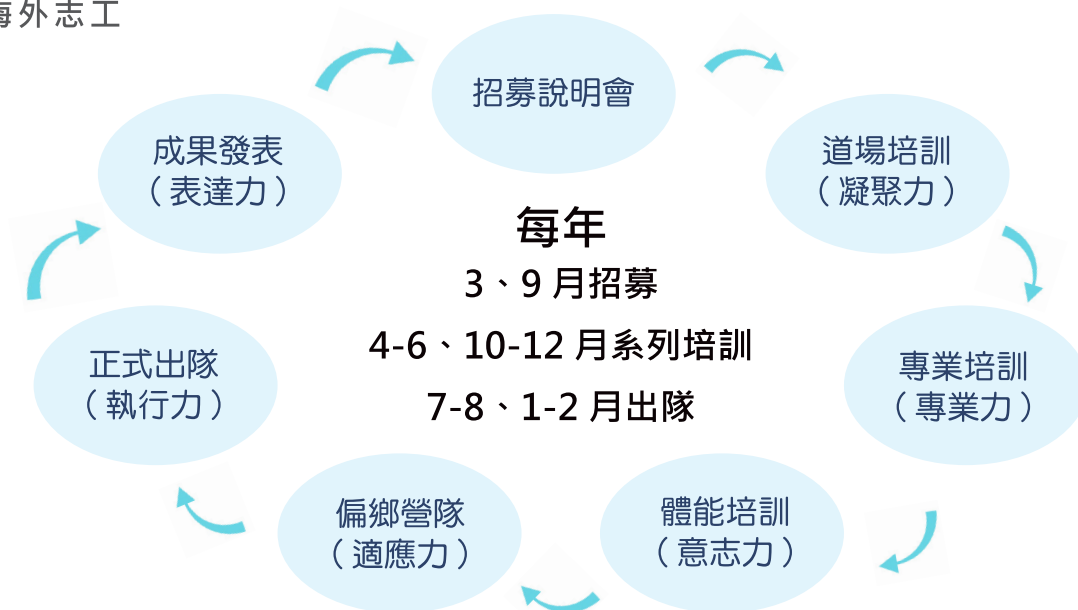 海外志工
招募說明會
道場培訓
（凝聚力）
專業培訓
（專業力）
體能培訓
（意志力）
偏鄉營隊
（適應力）
正式出隊
（執行力）
成果發表
（表達力）
每年
3、9 月招募
4-6、10-12 月系列培訓
7-8、1-2 月出隊